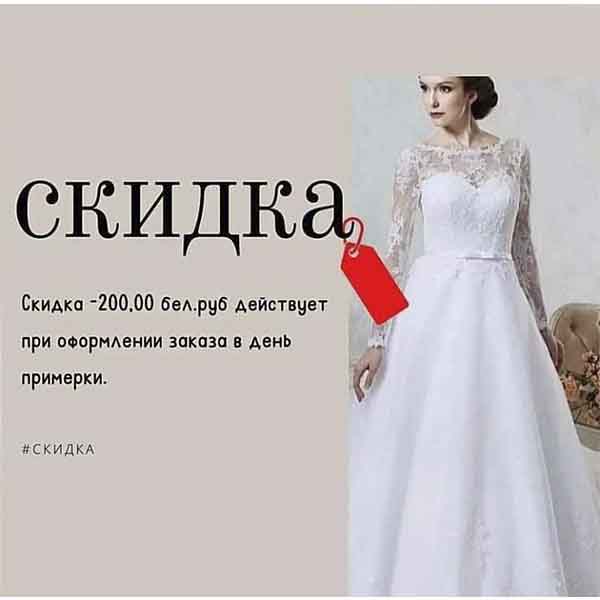 скидка
Скидка -200,00 бел.руб действует
при оформлении заказа в день
примерки.
#СКИДКА